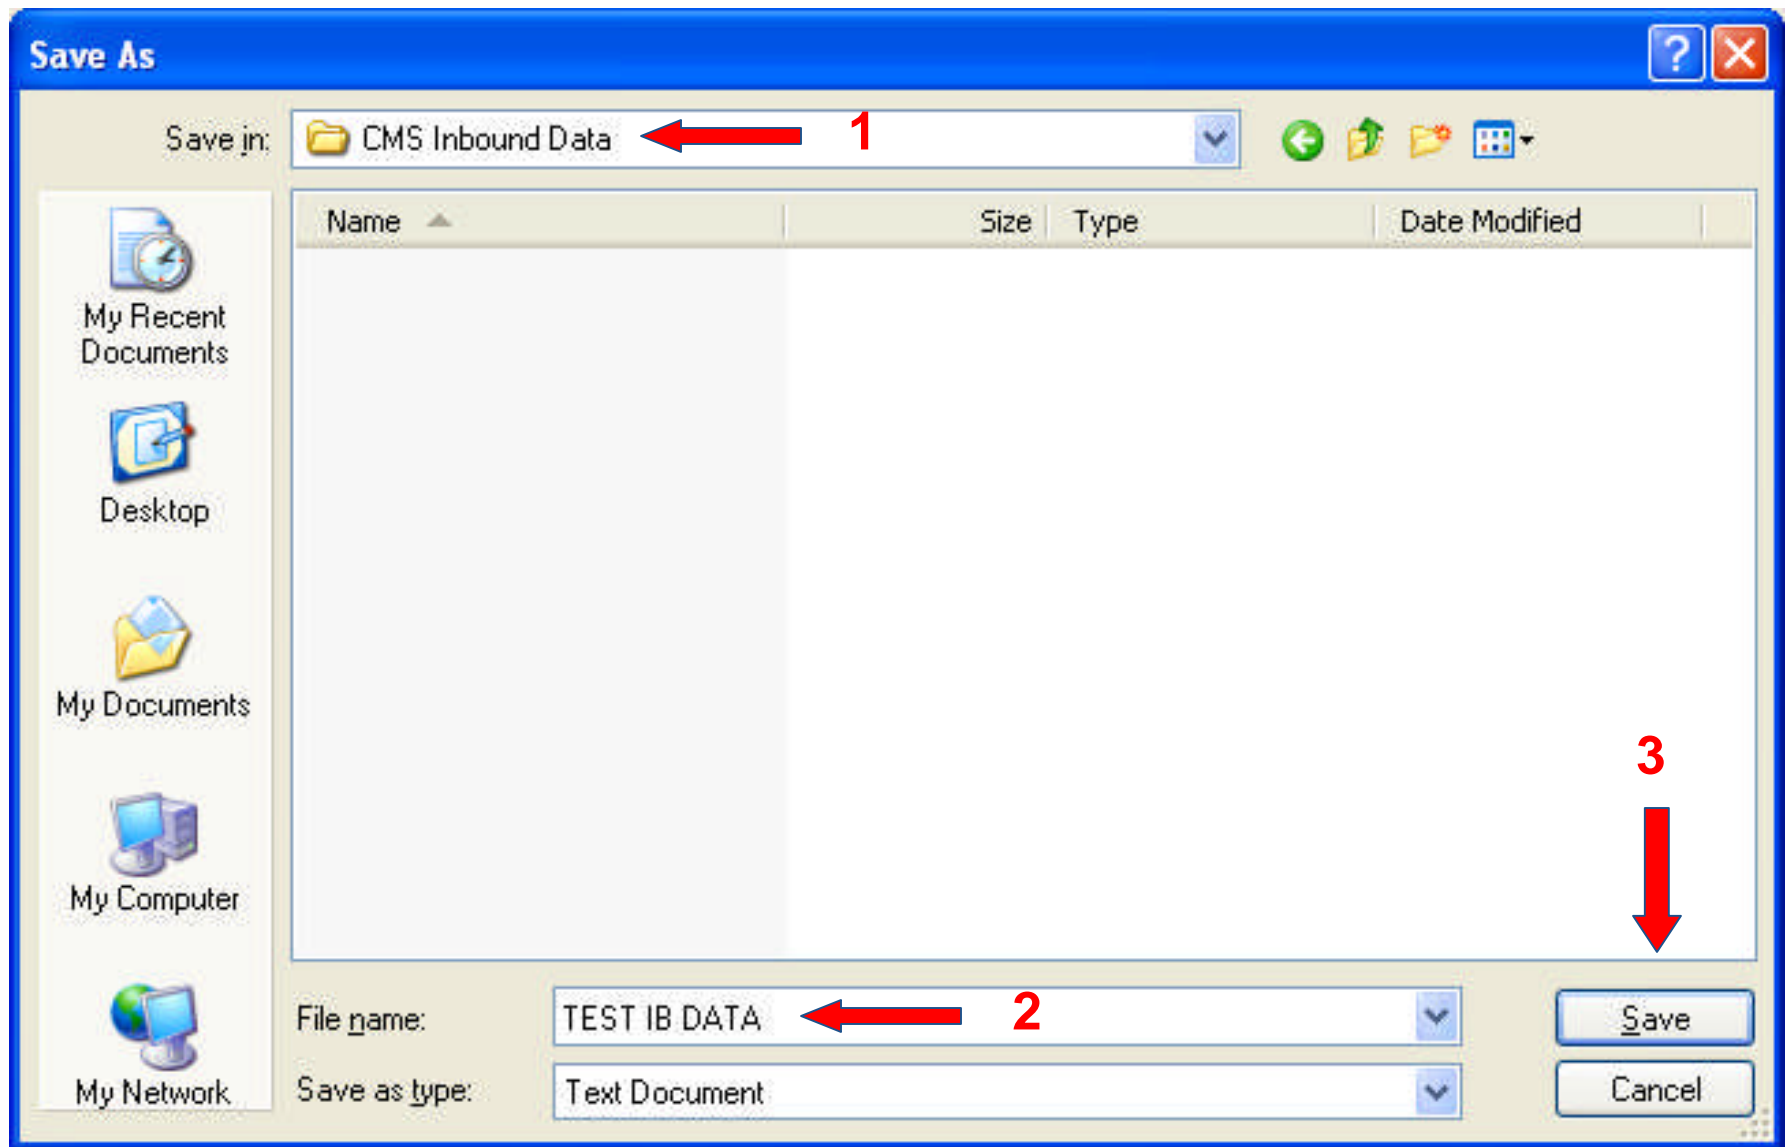 Save As
Save in: CMS Inbound Data 1
Name Size Type Date Modified
My Recent
Documents
Desktop
My Documents
My Computer
My Network
3
File name: TEST IB DATA 2 Save
Save as type: Text Document Cancel